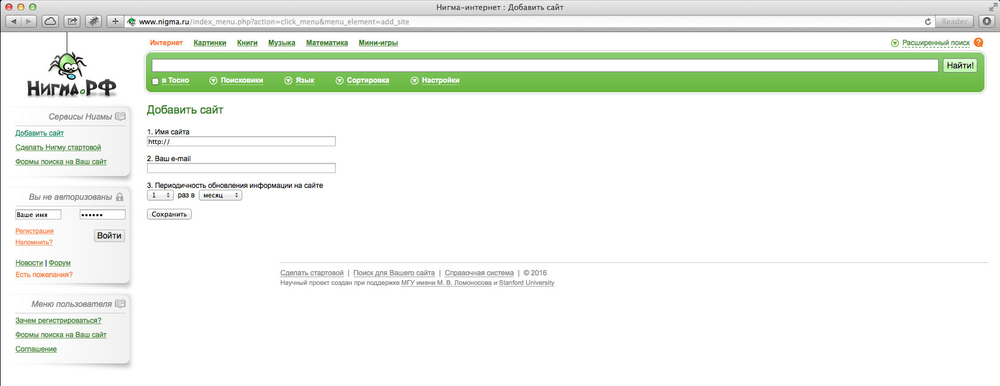 Нигма-интернет : Добавить сайт
www.nigma.ru/index_menu.php?action=click_menu&menu_element=add_site
Reader
Интернет Картинки Книги Музыка Математика Мини-игры
Расширенный поиск ?
Найти!
в Тосно Поисковики Язык Сортировка Настройки
НИГМА.РФ
Сервисы Нигмы
Добавить сайт
Сделать Нигму стартовой
Формы поиска на Ваш сайт
Вы не авторизованы
Ваше имя ••••••
Регистрация
Войти
Напомнить?
Новости | Форум
Есть пожелания?
Меню пользователя
Зачем регистрироваться?
Формы поиска на Ваш сайт
Соглашение
Добавить сайт
1. Имя сайта
http://
2. Ваш e-mail
3. Периодичность обновления информации на сайте
1 раз в месяц
Сохранить
Сделать стартовой | Поиск для Вашего сайта | Справочная система | © 2016
Научный проект создан при поддержке МГУ имени М. В. Ломоносова и Stanford University